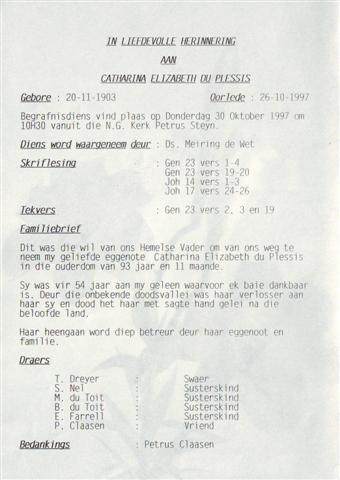 IN LIEFDEVOLLE HERINNERING
AAN
CATHARINA ELIZABETH DU PLESSIS
Gebore : 20-11-1903 Oorlede : 26-10-1997
Begrafnisdiens vind plaas op Donderdag 30 Oktober 1997 om
10H30 vanuit die N.G. Kerk Petrus Steyn.
Diens word waargeneem deur : Ds. Meiring de Wet
Skriflesing : Gen 23 vers 1-4
Gen 23 vers 19-20
Joh 14 vers 1-3
Joh 17 vers 24-26
Tekvers : Gen 23 vers 2, 3 en 19
Familiebrief
Dit was die wil van ons Hemelse Vader om van ons weg te
neem my geliefde eggenote Catharina Elizabeth du Plessis
in die ouderdom van 93 jaar en 11 maande.
Sy was vir 54 jaar aan my geleen waarvoor ek baie dankbaar
is. Deur die onbekende doodsvallei was haar verlosser aan
haar sy en dood het haar met sagte hand gelei na die
beloofde land.
Haar heengaan word diep betreur deur haar eggenoot en
familie.
Draers
T. Dreyer : Swaer
S. Nel : Susterskind
M. du Toit : Susterskind
B. du Toit : Susterskind
E. Farrell : Susterskind
P. Claasen : Vriend
Bedankings : Petrus Claasen